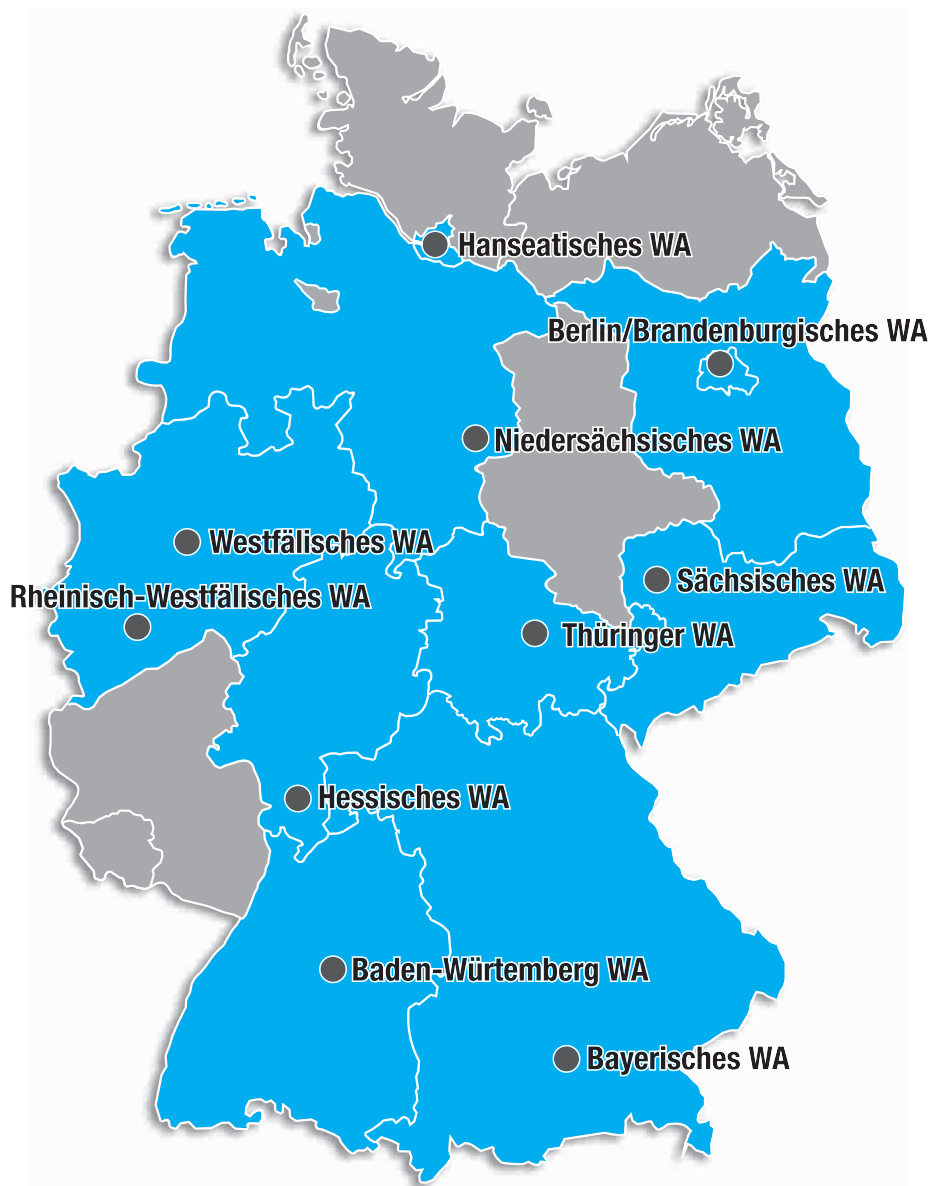 Hanseatisches WA
Berlin/Brandenburgisches WA
Niedersächsisches WA
Westfälisches WA
Sächsisches WA
Rheinisch-Westfälisches WA
Thüringer WA
Hessisches WA
Baden-Würtemberg WA
Bayerisches WA